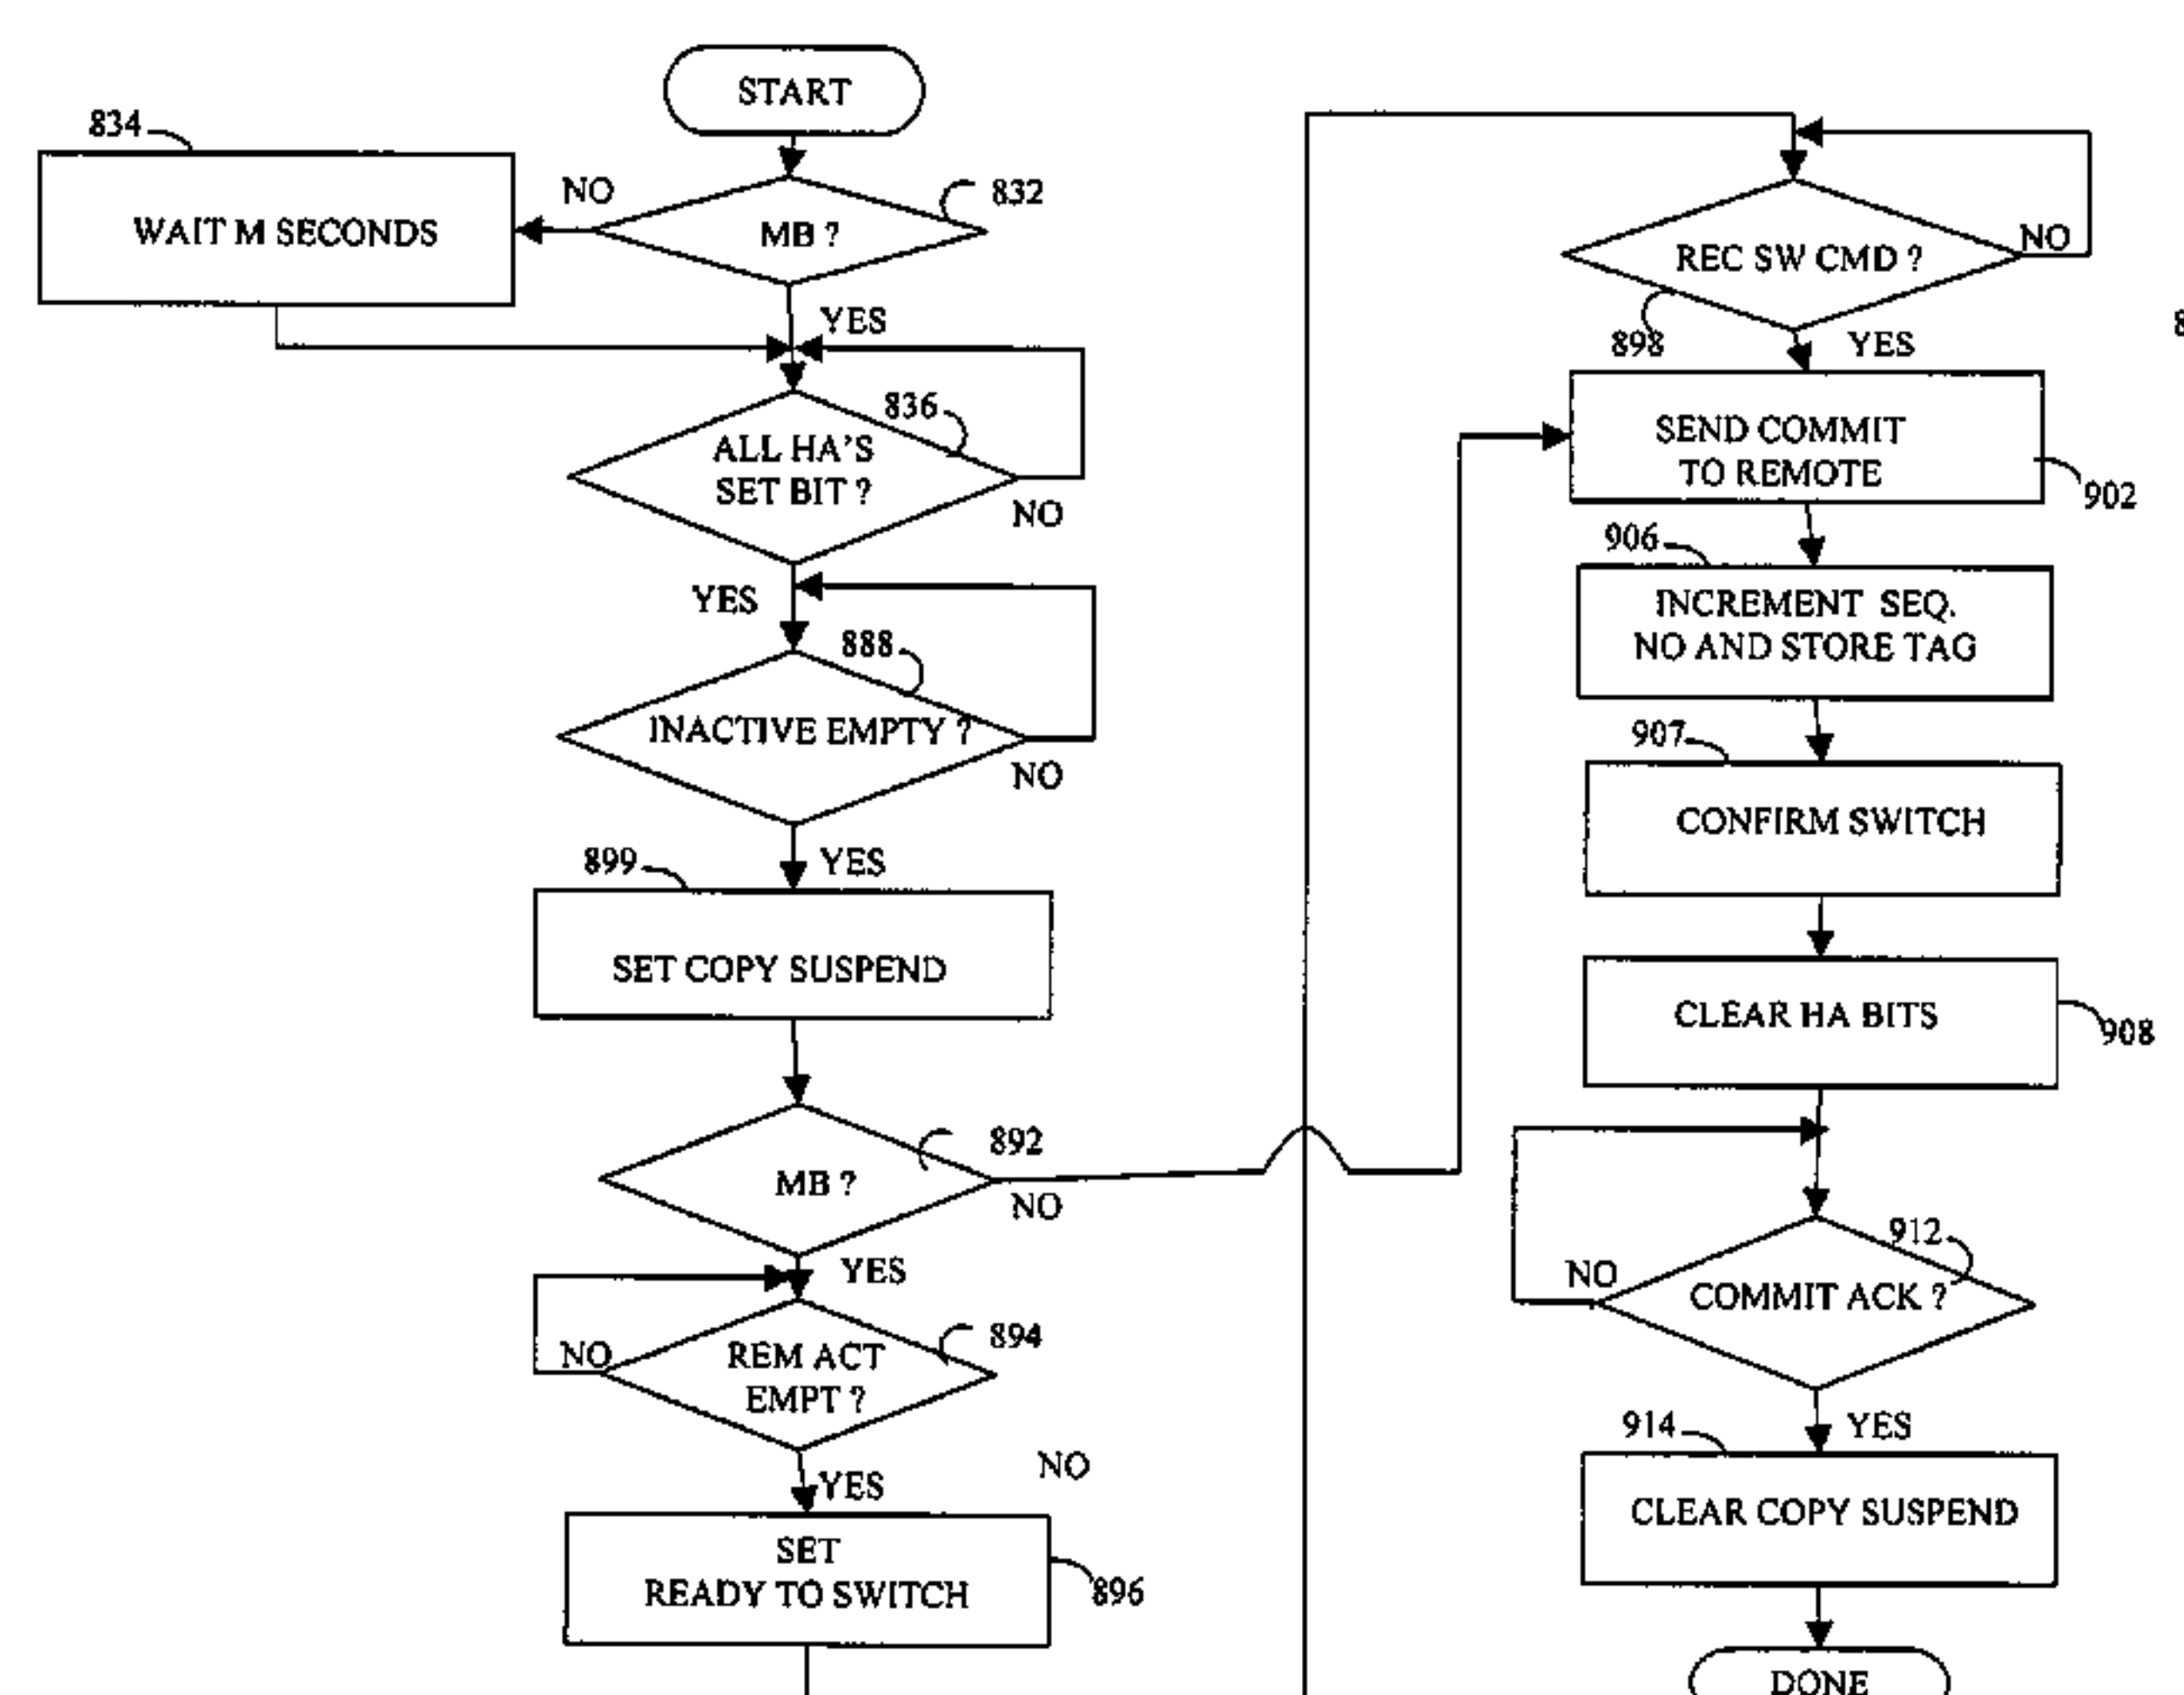 START
834
NO
832
WAIT M SECONDS
MB ?
YES
836
ALL HA'S
SET BIT ?
NO
YES
888
INACTIVE EMPTY ?
NO
899
YES
SET COPY SUSPEND
892
MB ?
NO
YES
894
NO
REM ACT
EMPT ?
NO
YES
SET
READY TO SWITCH
896
REC SW CMD ?
NO
898
YES
SEND COMMIT
TO REMOTE
902
906
INCREMENT SEQ.
NO AND STORE TAG
907
CONFIRM SWITCH
CLEAR HA BITS
908
912
NO
COMMIT ACK ?
914
YES
CLEAR COPY SUSPEND
DONE